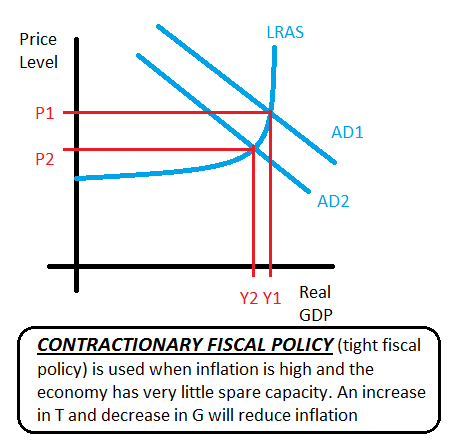 Price
Level
LRAS
P1
AD1
P2
AD2
Y2 Y1
Real
GDP
CONTRACTIONARY FISCAL POLICY (tight fiscal
policy) is used when inflation is high and the
economy has very little spare capacity. An increase
in T and decrease in G will reduce inflation